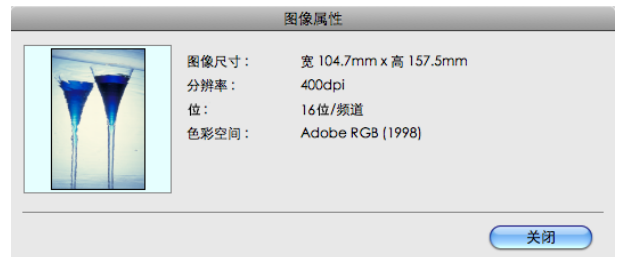 图像属性
图像尺寸： 宽 104.7mm x 高 157.5mm
分辨率： 400dpi
位： 16位/频道
色彩空间： Adobe RGB (1998)
关闭